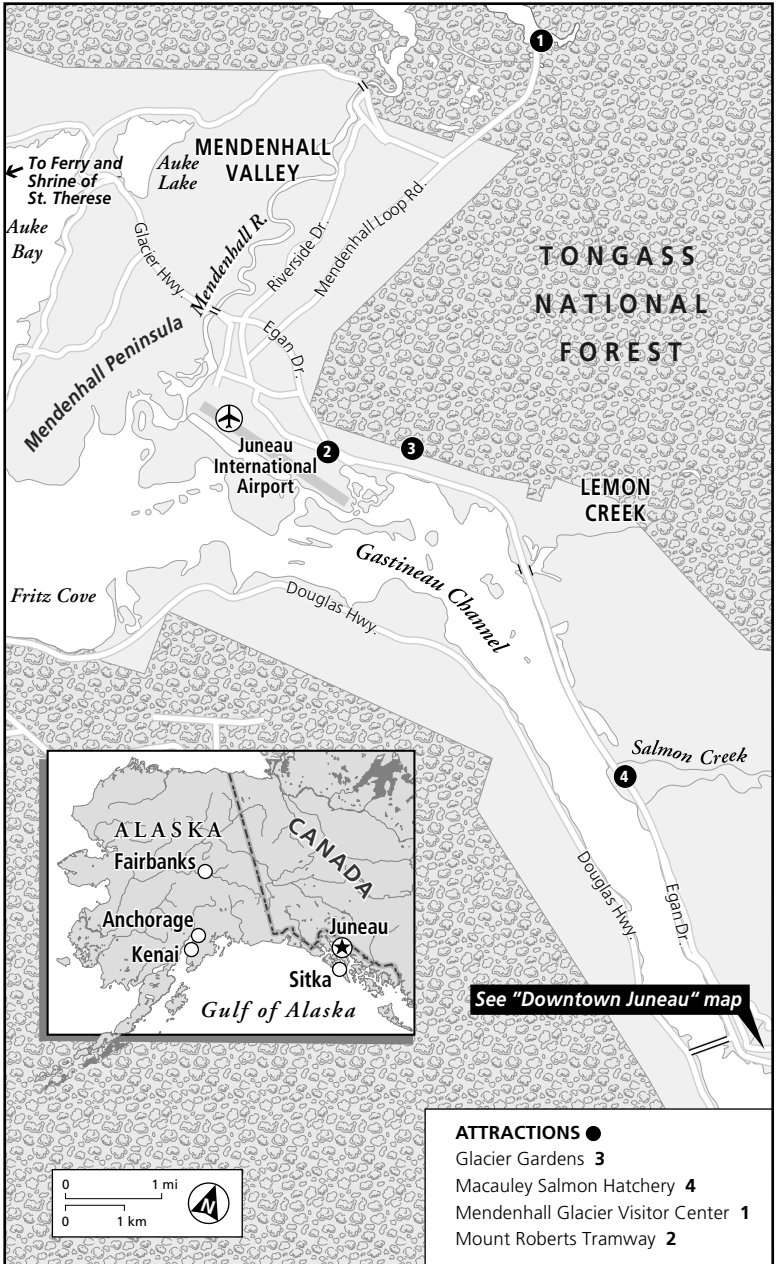 1
To Ferry and
Shrine of
St. Therese
Auke
Lake
MENDENHALL
VALLEY
Auke
Bay
Glacier Hwy
Mendenhall R.
Riverside Dr.
Mendenhall Loop Rd.
TONGASS
NATIONAL
FOREST
Mendenhall Peninsula
Egan Dr.
Juneau
International
Airport
2
3
LEMON
CREEK
Gastineau Channel
Fritz Cove
Douglas Hwy.
Salmon Creek
4
ALASKA
CANADA
Fairbanks
Anchorage
Kenai
Juneau
Sitka
Gulf of Alaska
Douglas Hwy.
Egan Dr.
See "Downtown Juneau" map
0 1 mi
0 1 km
N
ATTRACTIONS
Glacier Gardens 3
Macauley Salmon Hatchery 4
Mendenhall Glacier Visitor Center 1
Mount Roberts Tramway 2